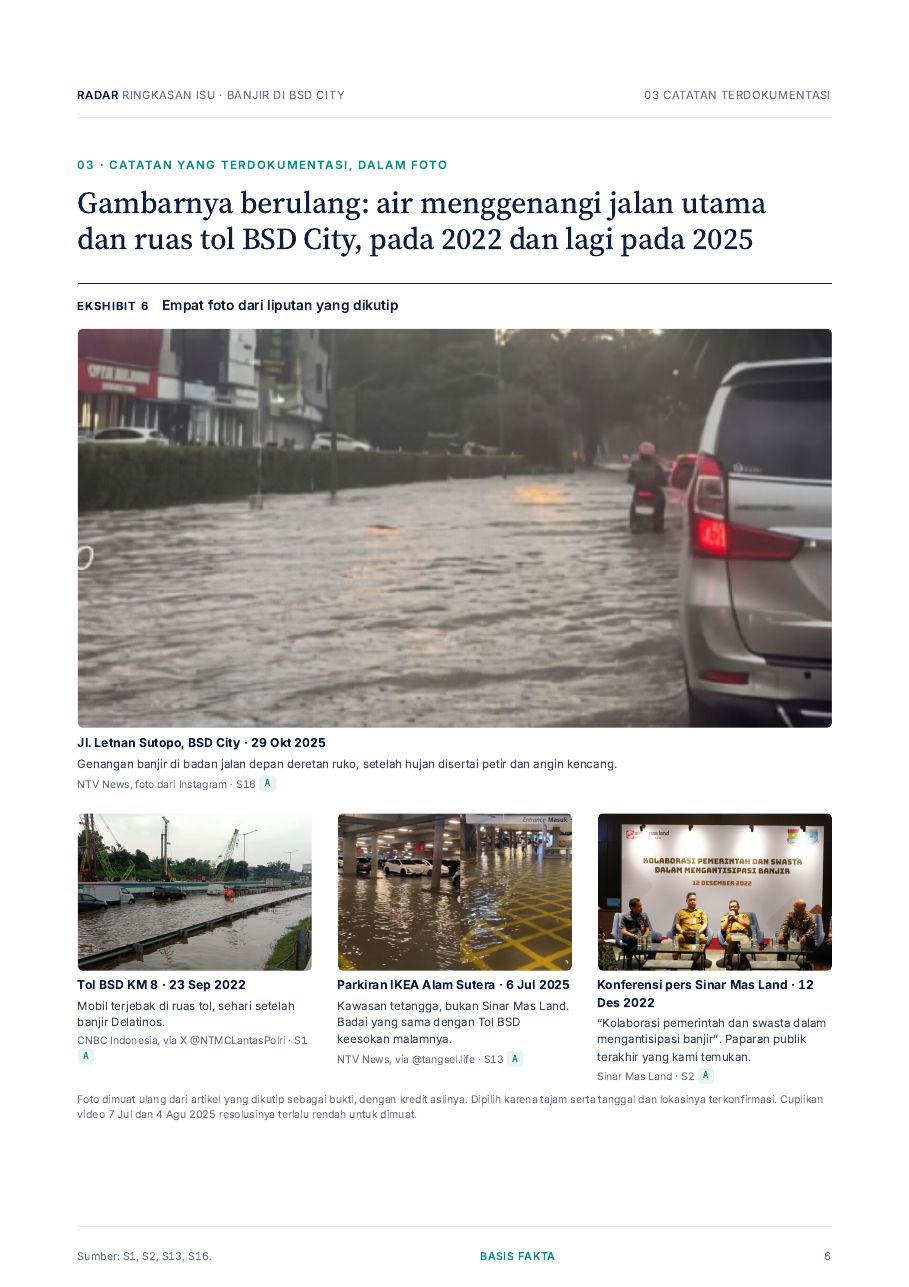 RADAR RINGKASAN ISU · BANJIR DI BSD CITY
03 CATATAN TERDOKUMENTASI
03 · CATATAN YANG TERDOKUMENTASI, DALAM FOTO
Gambarnya berulang: air menggenangi jalan utama
dan ruas tol BSD City, pada 2022 dan lagi pada 2025
EKSHIBIT 6 Empat foto dari liputan yang dikutip
Jl. Letnan Sutopo, BSD City · 29 Okt 2025
Genangan banjir di badan jalan depan deretan ruko, setelah hujan disertai petir dan angin kencang.
NTV News, foto dari Instagram · S16 A
Tol BSD KM 8 · 23 Sep 2022
Mobil terjebak di ruas tol, sehari setelah
banjir Delatinos.
CNBC Indonesia, via X @NTMCLantasPolri · S1
A
Entrance Masuk
Parkiran IKEA Alam Sutera · 6 Jul 2025
Kawasan tetangga, bukan Sinar Mas Land.
Badai yang sama dengan Tol BSD
keesokan malamnya.
NTV News, via @tangsel.life · S13 A
KOLABORASI PEMERINTAH DAN SWASTA
DALAM MENGANTISIPASI BANJIR
12 DESEMBER 2022
Konferensi pers Sinar Mas Land · 12
Des 2022
“Kolaborasi pemerintah dan swasta dalam
mengantisipasi banjir”. Paparan publik
terakhir yang kami temukan.
Sinar Mas Land · S2 A
Foto dimuat ulang dari artikel yang dikutip sebagai bukti, dengan kredit aslinya. Dipilih karena tajam serta tanggal dan lokasinya terkonfirmasi. Cuplikan
video 7 Jul dan 4 Agu 2025 resolusinya terlalu rendah untuk dimuat.
Sumber: S1, S2, S13, S16.
BASIS FAKTA
6